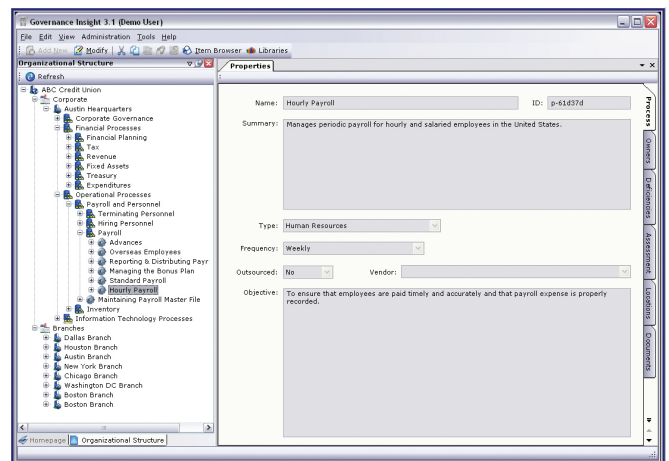 Governance Insight 3.1 (Demo User)
File Edit View Administration Tools Help
Add New Modify Item Browser Libraries
Organizational Structure
Refresh
ABC Credit Union
Corporate
Austin Headquarters
Corporate Governance
Financial Processes
Financial Planning
Tax
Revenue
Fixed Assets
Treasury
Expenditures
Operational Processes
Payroll and Personnel
Terminating Personnel
Hiring Personnel
Payroll
Advances
Overseas Employees
Reporting & Distributing Payr
Managing the Bonus Plan
Standard Payroll
Hourly Payroll
Maintaining Payroll Master File
Inventory
Information Technology Processes
Branches
Dallas Branch
Houston Branch
Austin Branch
New York Branch
Chicago Branch
Washington DC Branch
Boston Branch
Boston Branch
Homepage Organizational Structure
Properties
Name: Hourly Payroll ID: p-61d37d
Summary: Manages periodic payroll for hourly and salaried employees in the United States.
Type: Human Resources
Frequency: Weekly
Outsourced: No Vendor:
Objective: To ensure that employees are paid timely and accurately and that payroll expense is properly
recorded.
Process
Owners
Deficiencies
Assessment
Locations
Documents